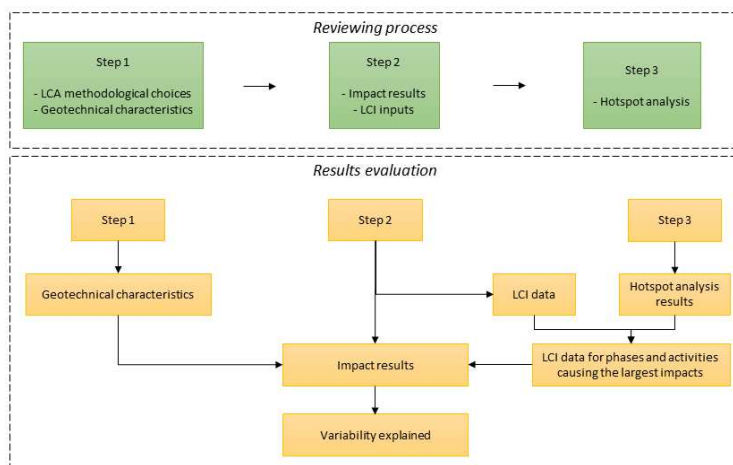 Reviewing process
Step 1
- LCA methodological choices
- Geotechnical characteristics
Step 2
- Impact results
- LCI inputs
Step 3
- Hotspot analysis
Results evaluation
Step 1
Step 2
Step 3
Geotechnical characteristics
LCI data
Hotspot analysis
results
Impact results
LCI data for phases and activities
causing the largest impacts
Variability explained